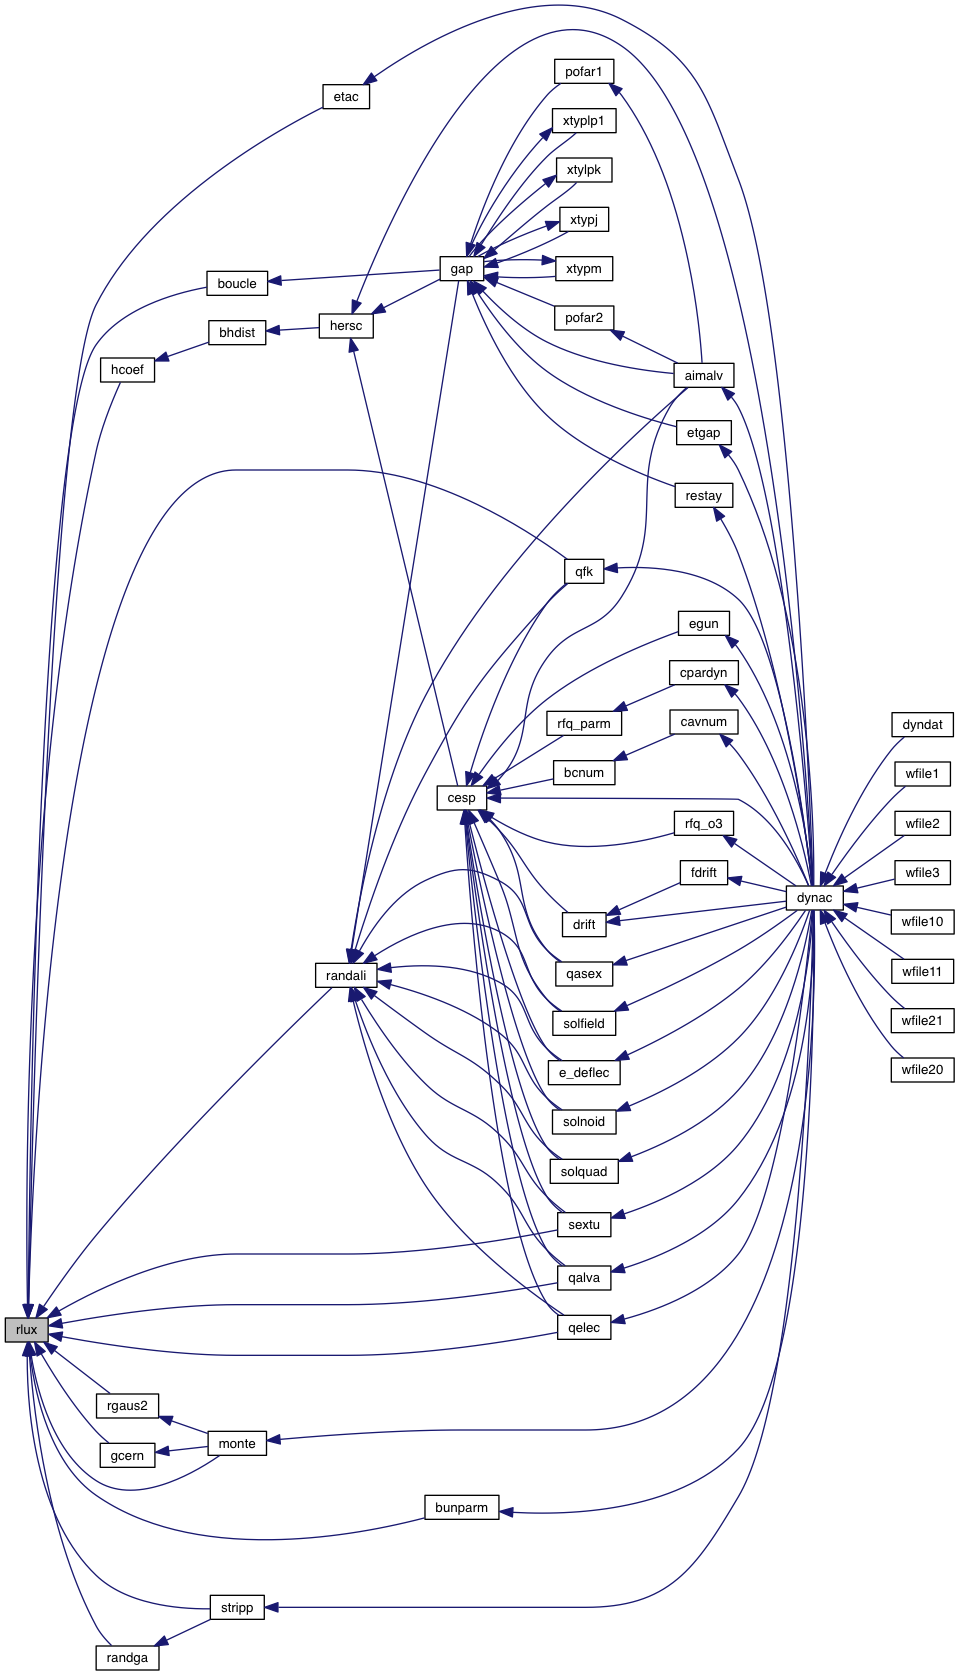 pofar1
etac
xtyplp1
xtylpk
xtypj
gap
xtypm
boucle
pofar2
hersc
bhdist
hcoef
aimalv
etgap
restay
qfk
egun
cpardyn
rfq_parm
cavnum
dyndat
bcnum
wfile1
cesp
rfq_o3
wfile2
fdrift
wfile3
dynac
drift
wfile10
randali
qasex
wfile11
solfield
wfile21
e_deflec
wfile20
solnoid
solquad
sextu
qalva
rlux
qelec
rgaus2
monte
gcern
bunparm
stripp
randga